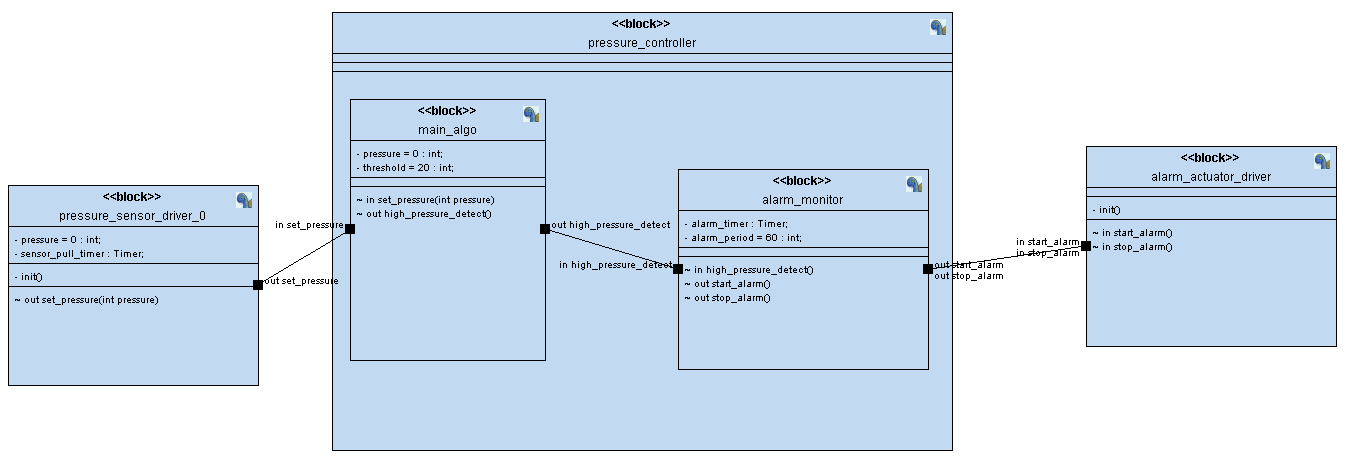 <<block>>
pressure_controller
<<block>>
main_algo
- pressure = 0 : int;
- threshold = 20 : int;
~ in set_pressure(int pressure)
~ out high_pressure_detect()
<<block>>
pressure_sensor_driver_0
- pressure = 0 : int;
- sensor_pull_timer : Timer;
- init()
~ out set_pressure(int pressure)
in set_pressure
out set_pressure
out high_pressure_detect
in high_pressure_detect
<<block>>
alarm_monitor
- alarm_timer : Timer;
- alarm_period = 60 : int;
~ in high_pressure_detect()
~ out start_alarm()
~ out stop_alarm()
out start_alarm
out stop_alarm
in start_alarm
in stop_alarm
<<block>>
alarm_actuator_driver
- init()
~ in start_alarm()
~ in stop_alarm()